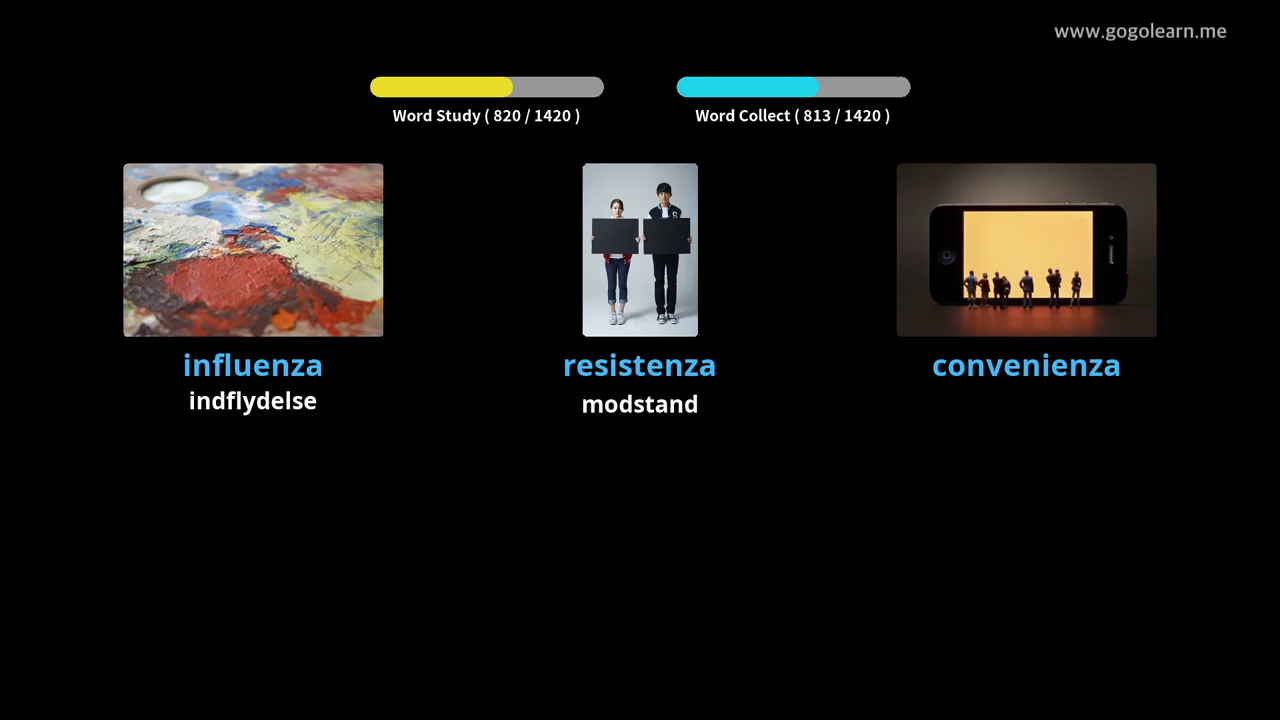 www.gogolearn.me
Word Study ( 820 / 1420 )
Word Collect ( 813 / 1420 )
influenza
resistenza
convenienza
indflydelse
modstand